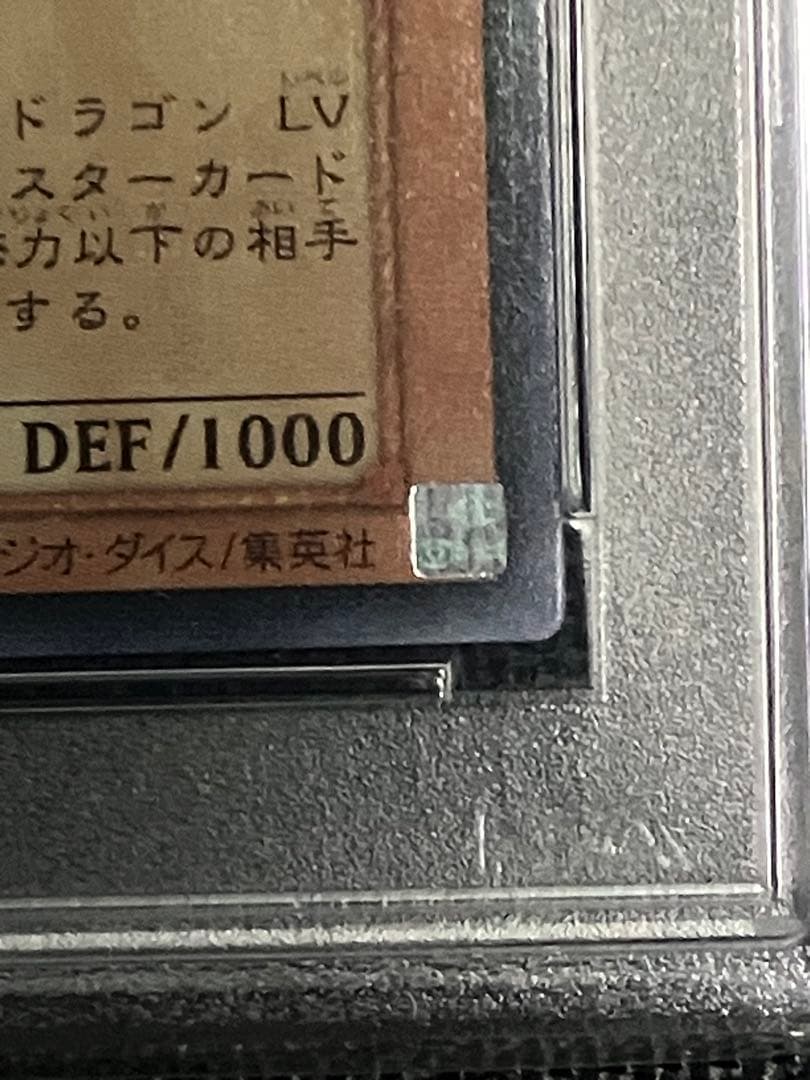 ドラゴン LV
スターカード
力以下の相手
する。
DEF/1000
ジオ·ダイス/集英社